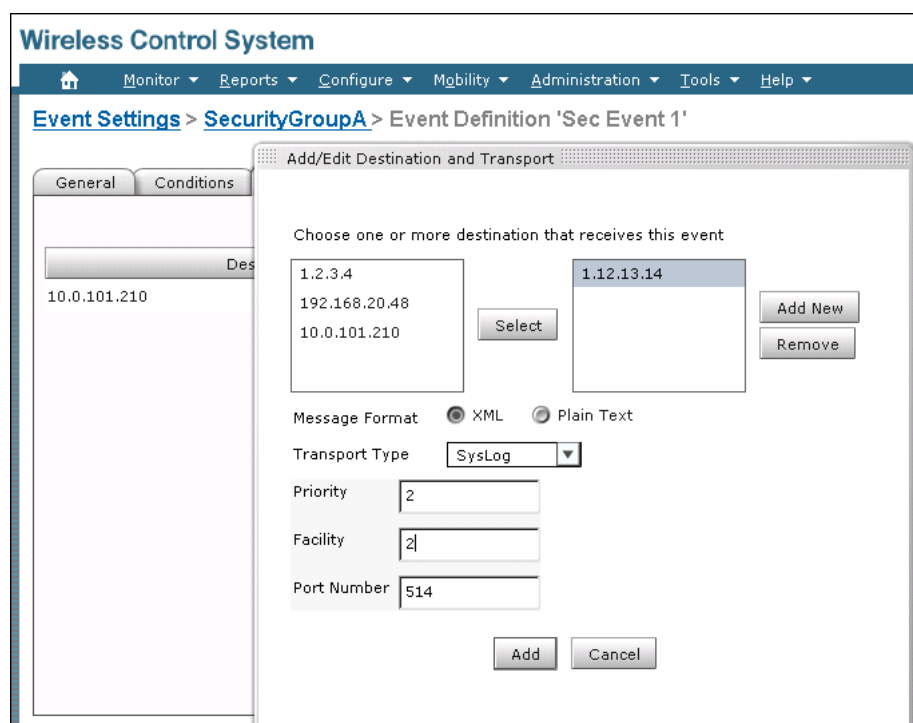 Wireless Control System
Monitor Reports Configure Mobility Administration Tools Help
Event Settings > SecurityGroupA > Event Definition 'Sec Event 1'
Add/Edit Destination and Transport
General Conditions
Choose one or more destination that receives this event
Des
10.0.101.210
1.2.3.4
192.168.20.48
10.0.101.210
Select
1.12.13.14
Add New
Remove
Message Format XML Plain Text
Transport Type SysLog
Priority 2
Facility 2
Port Number 514
Add Cancel